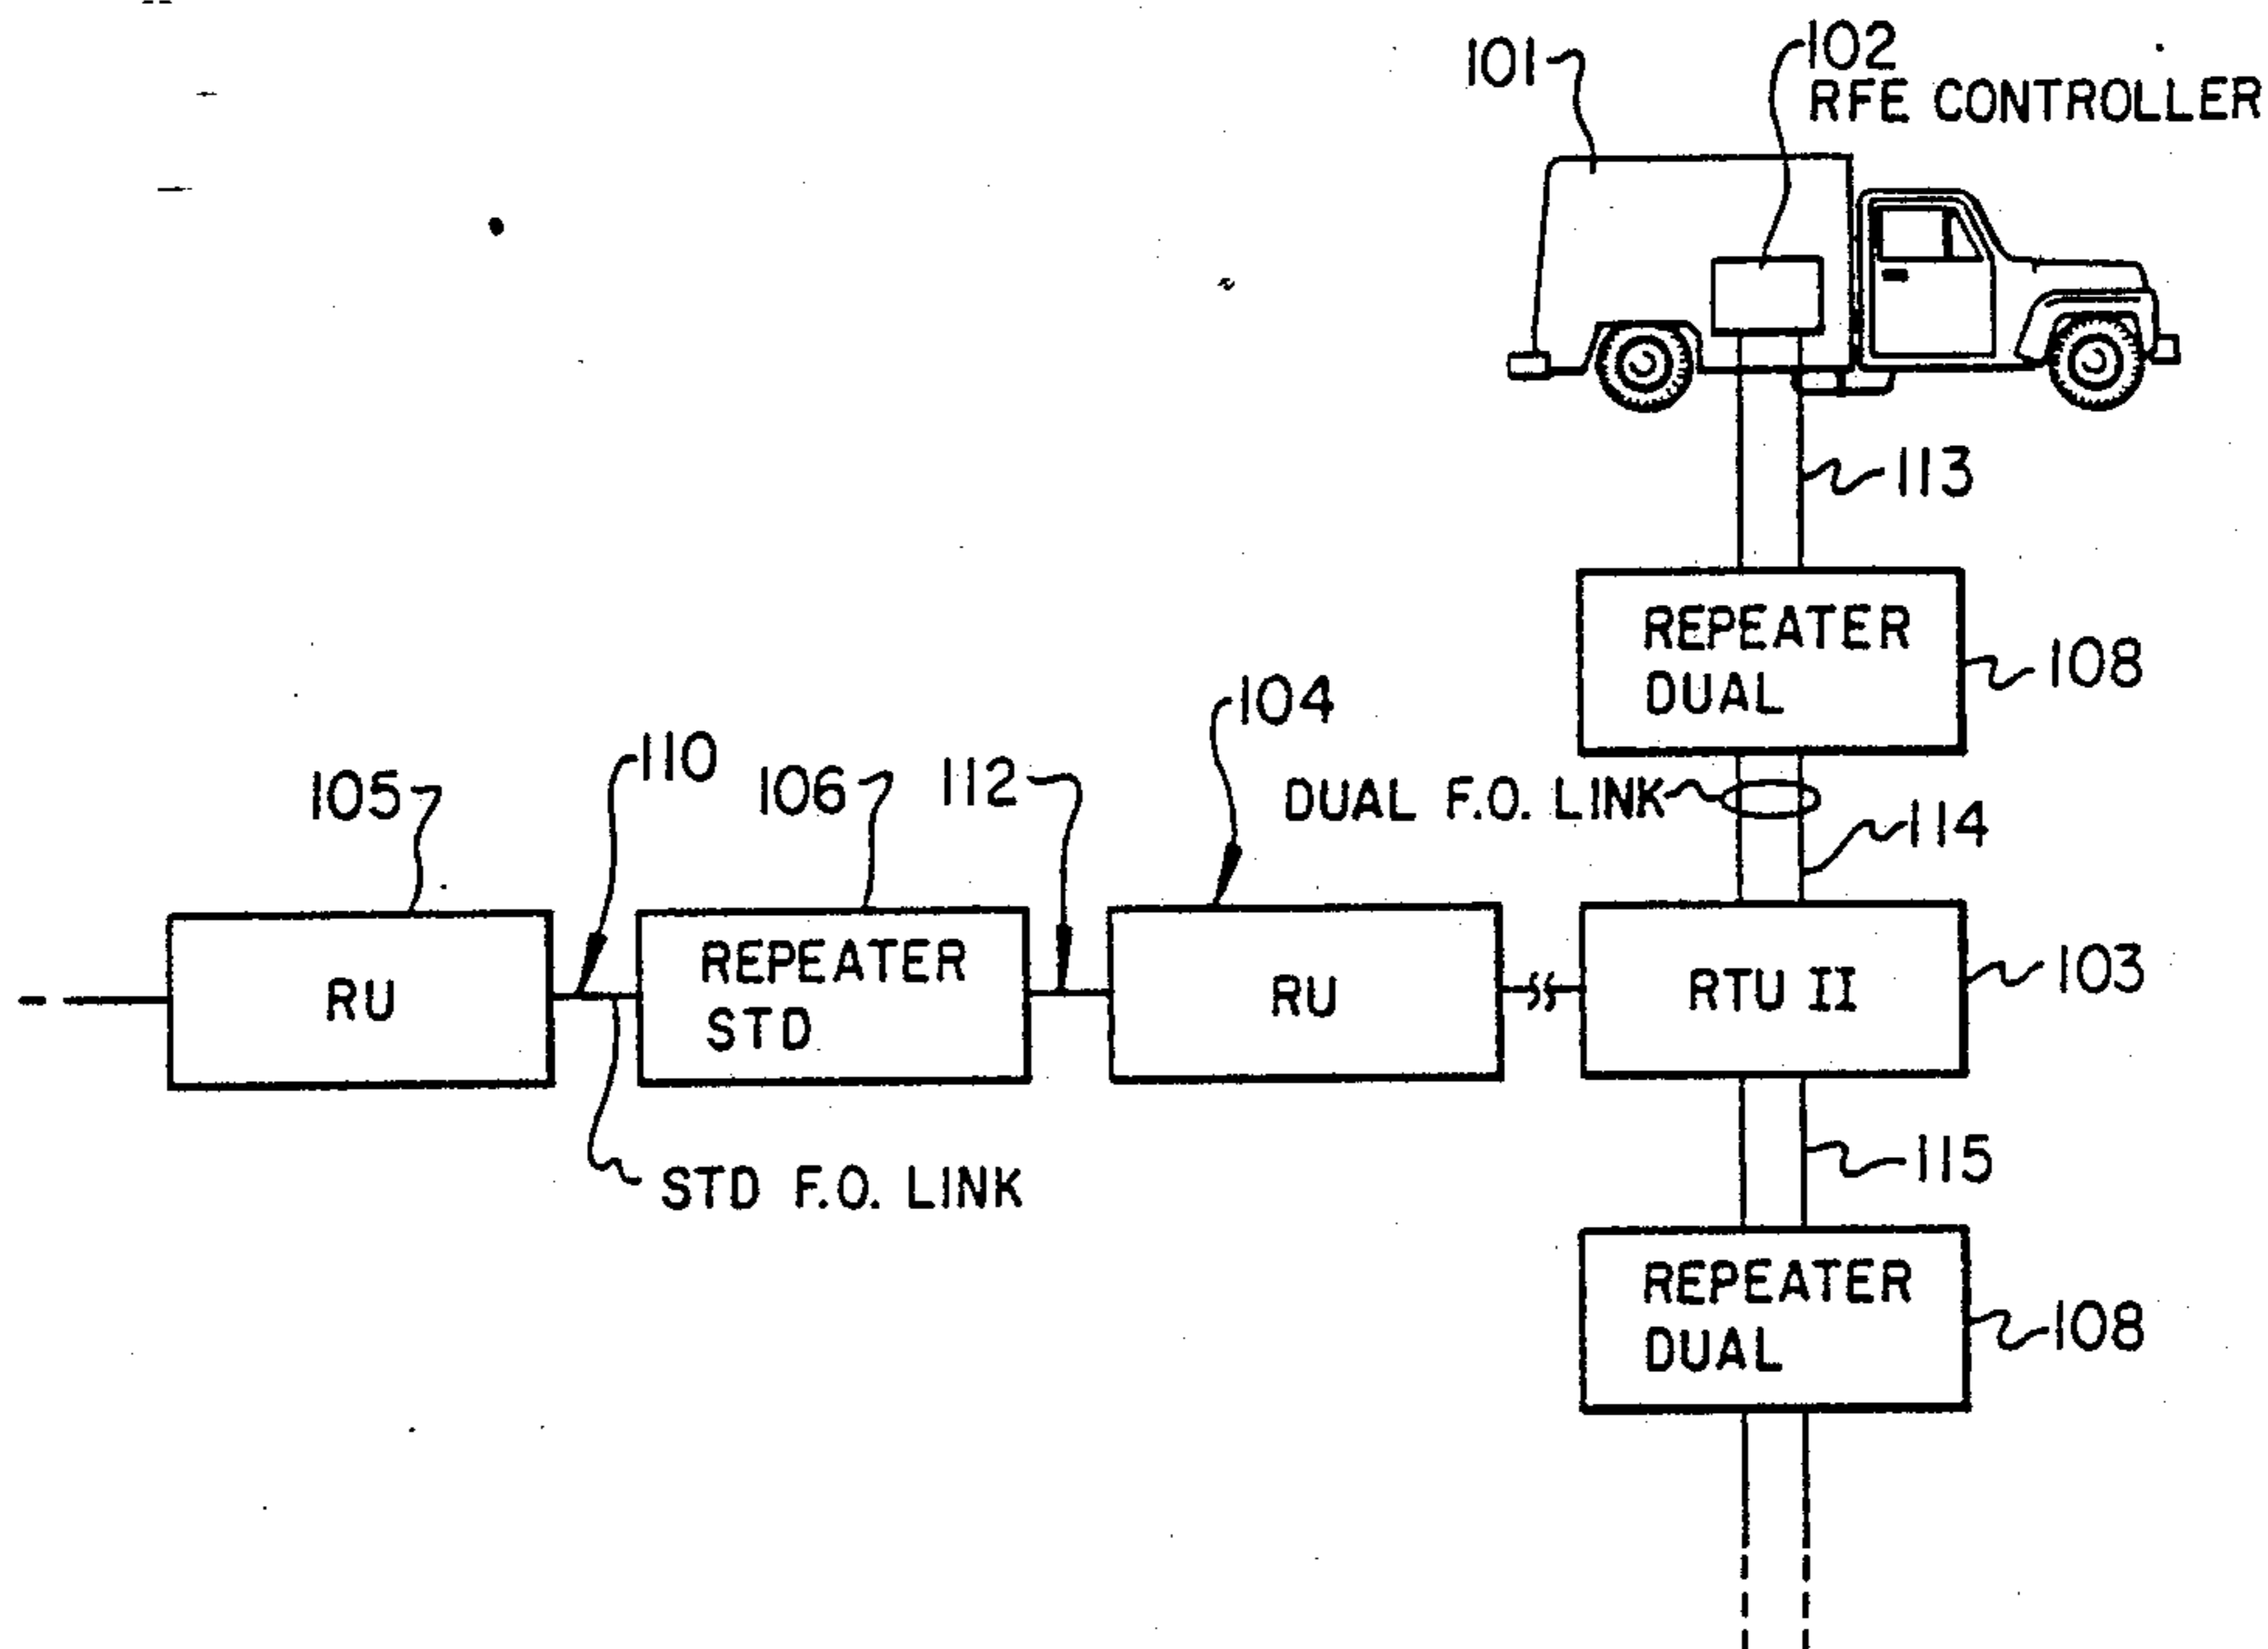 101
102
RFE CONTROLLER
113
REPEATER
DUAL
108
104
110
105
106
112
DUAL F.O. LINK
114
RU
REPEATER
STD
RU
RTU II
103
STD F.O. LINK
115
REPEATER
DUAL
108